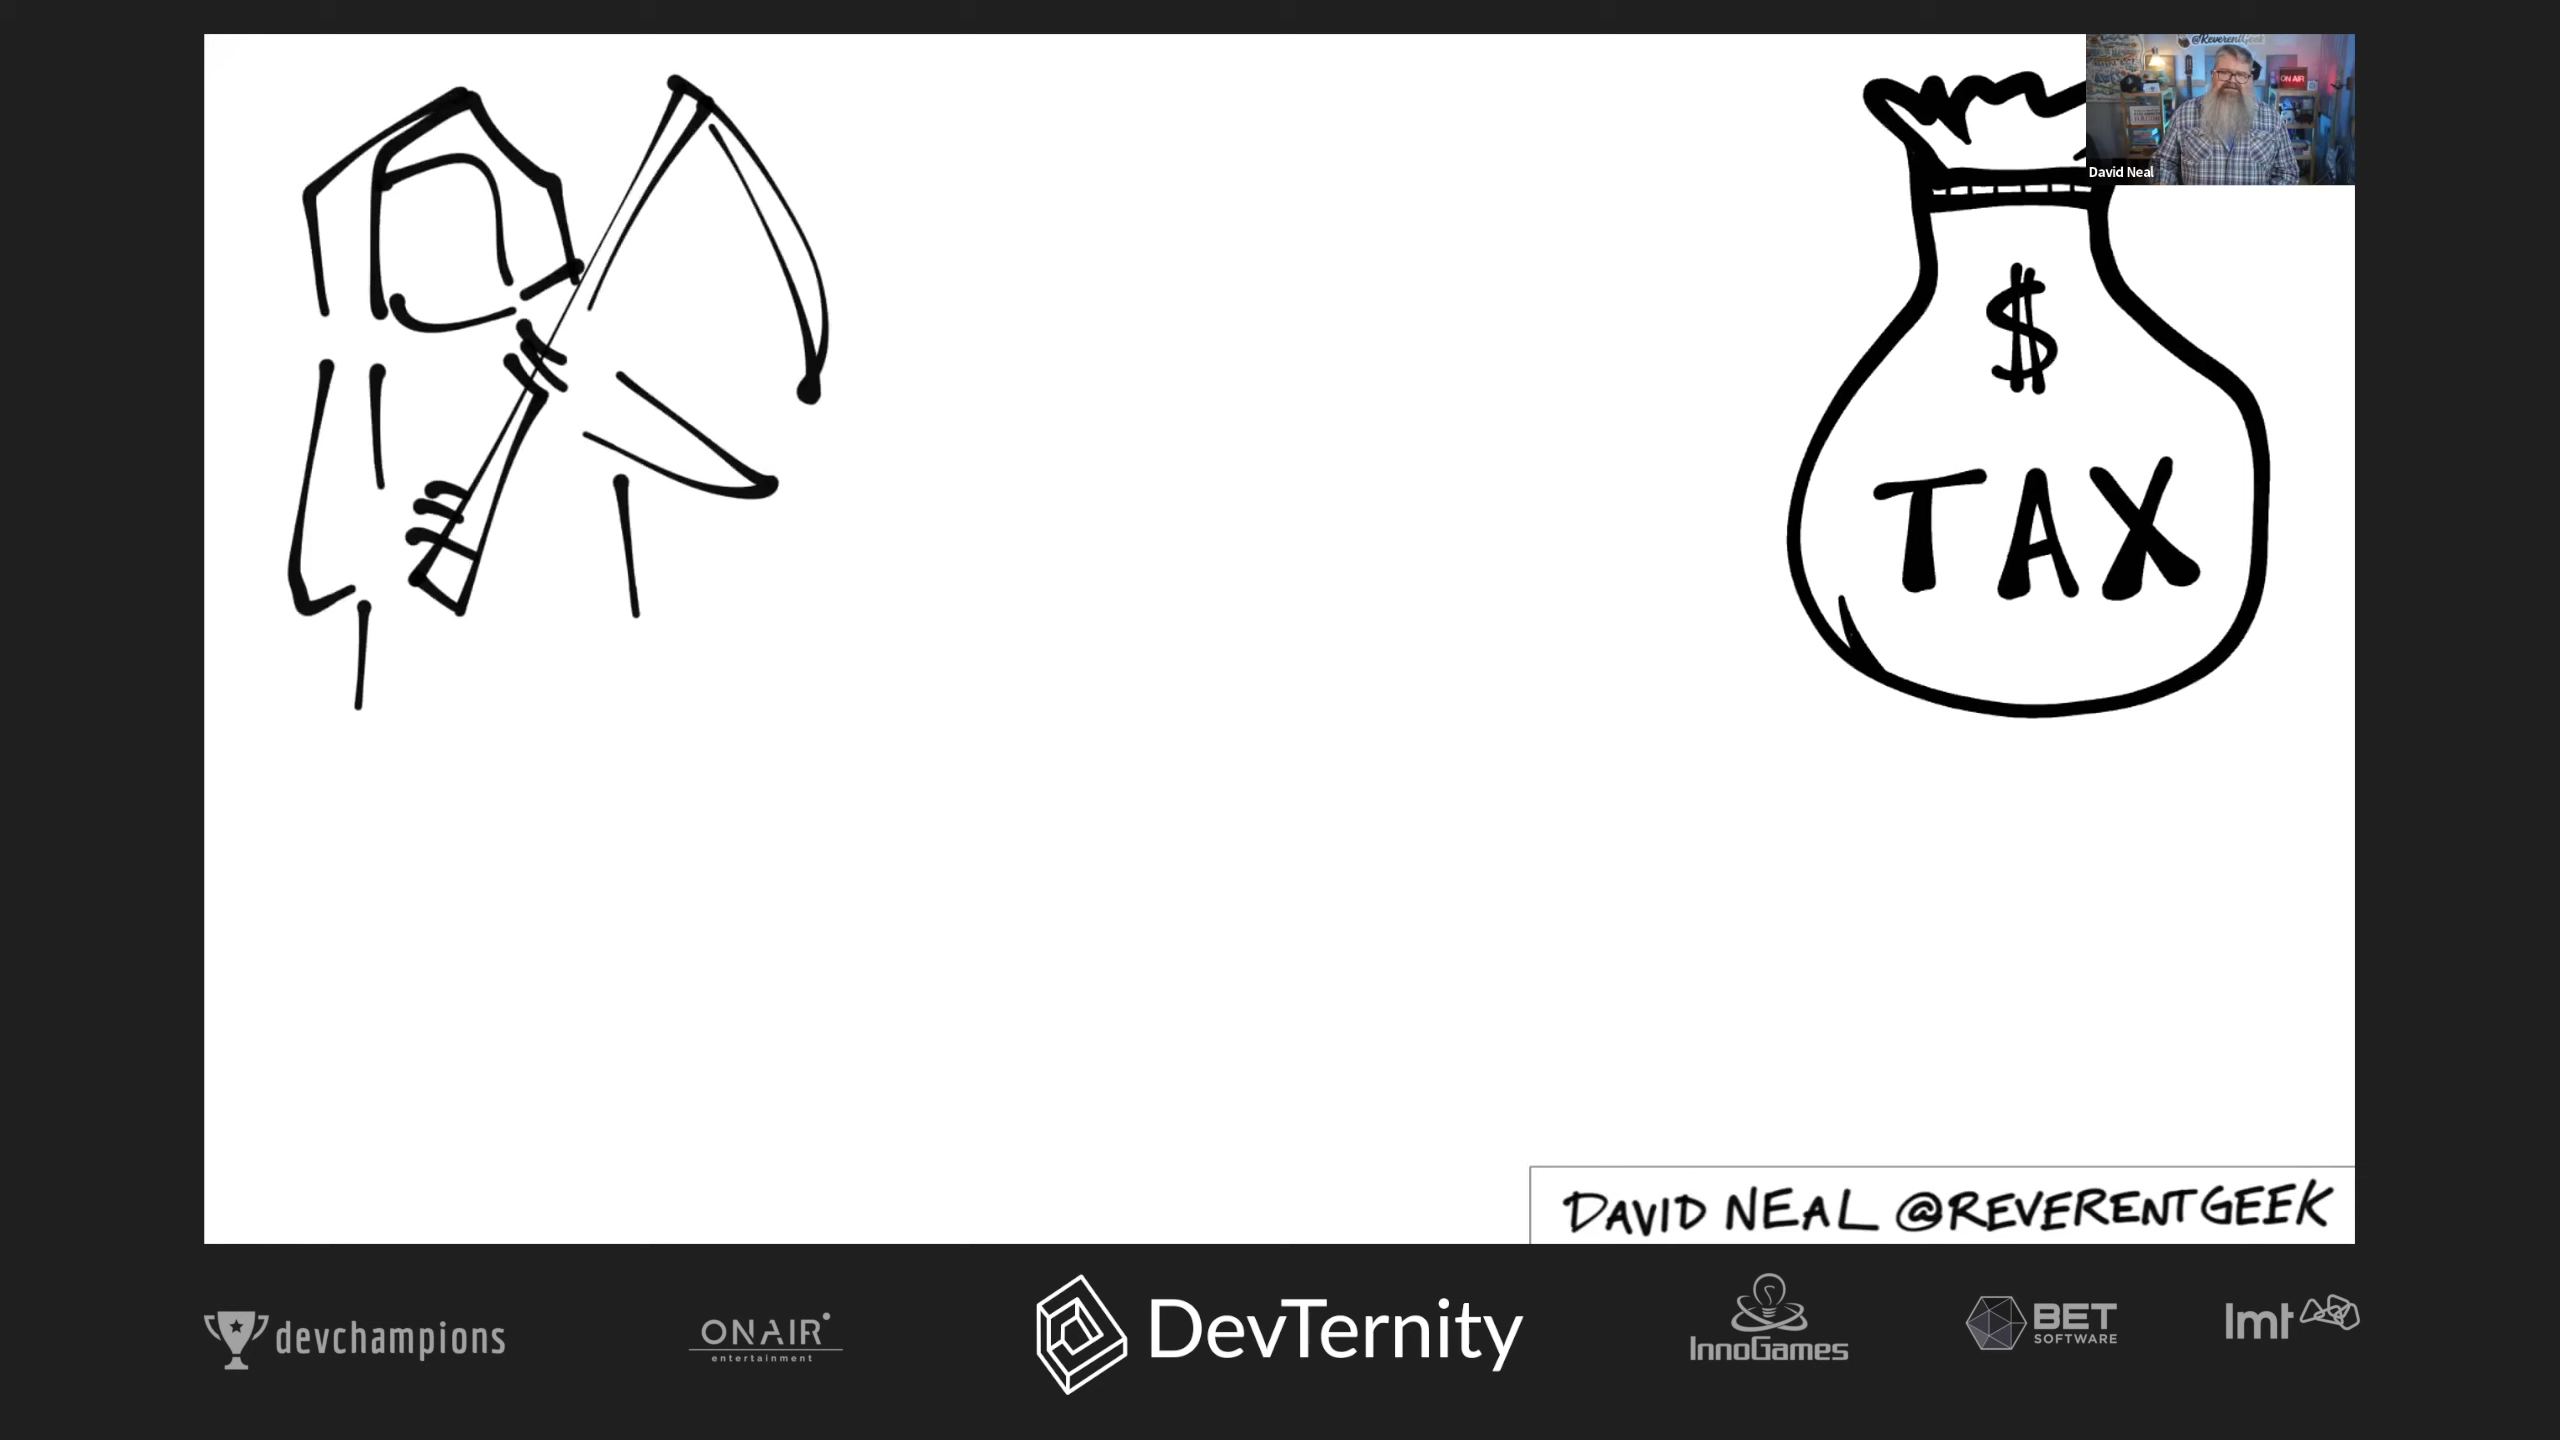 @ReverentGeek
ON AIR
David Neal
$
TAX
DAVID NEAL @REVERENTGEEK
devchampions
ONAIR
entertainment
DevTernity
InnoGames
BET
SOFTWARE
lmt